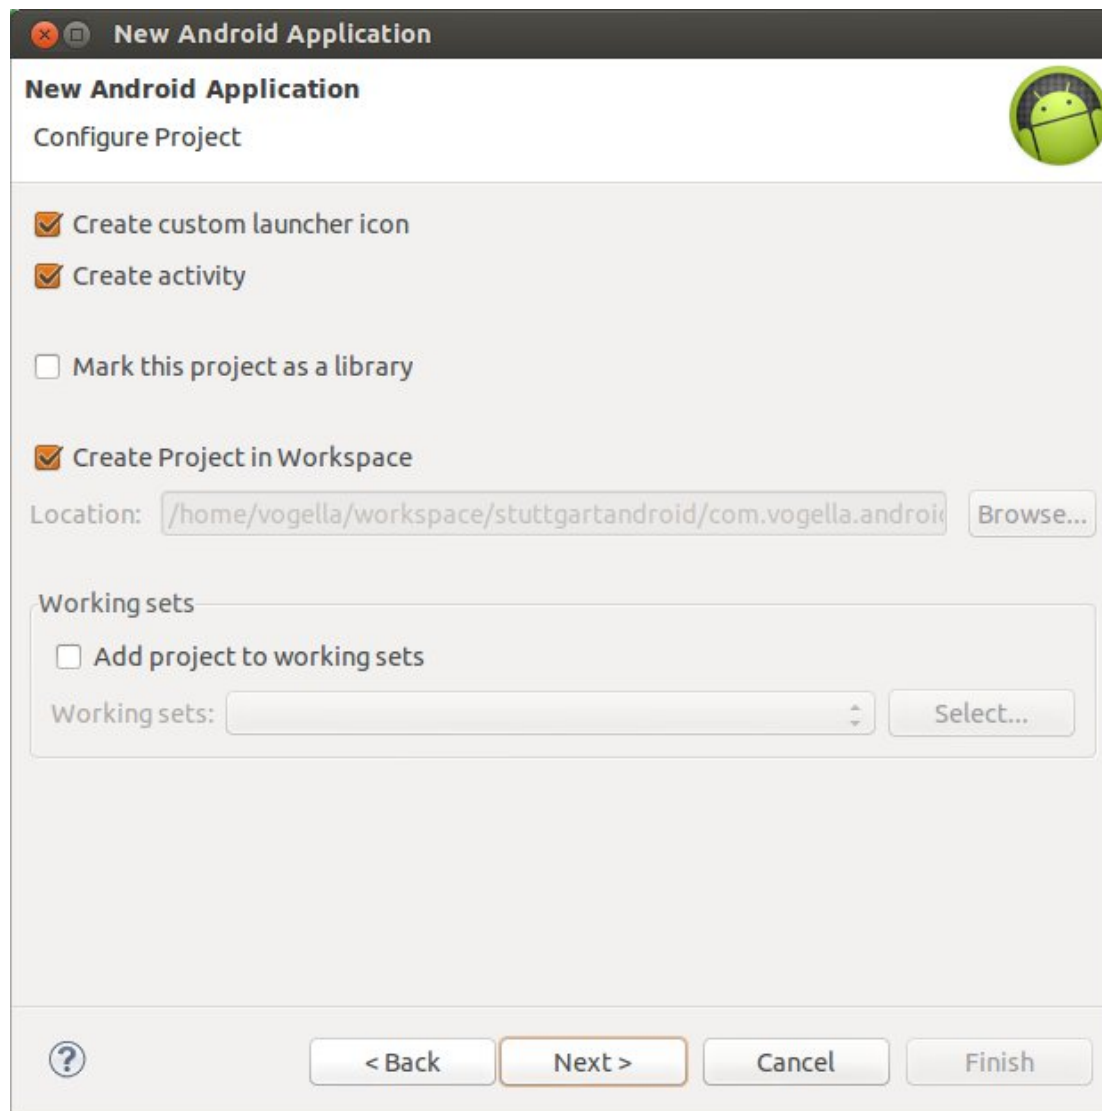 New Android Application
New Android Application
Configure Project
Create custom launcher icon
Create activity
Mark this project as a library
Create Project in Workspace
Location: /home/vogella/workspace/stuttgartandroid/com.vogella.androi Browse...
Working sets
Add project to working sets
Working sets: Select...
? < Back Next > Cancel Finish